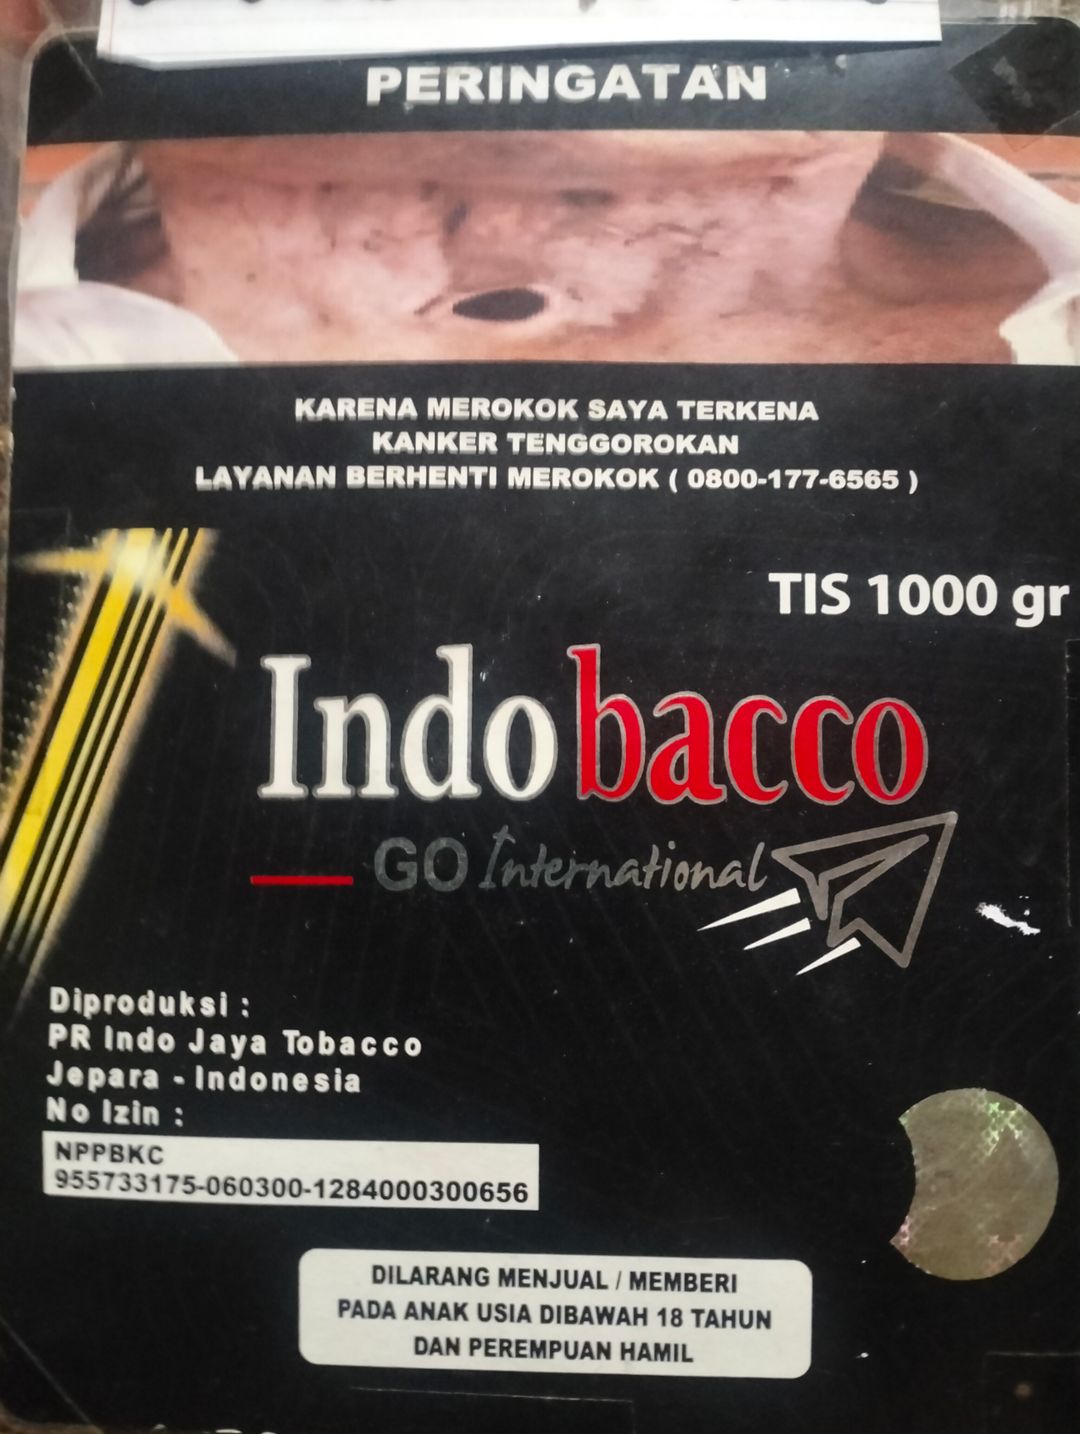 PERINGATAN
KARENA MEROKOK SAYA TERKENA
KANKER TENGGOROKAN
LAYANAN BERHENTI MEROKOK ( 0800-177-6565 )
TIS 1000 gr
Indobacco
GO International
Diproduksi :
PR Indo Jaya Tobacco
Jepara - Indonesia
No Izin :
NPPBKC
955733175-060300-1284000300656
DILARANG MENJUAL / MEMBERI
PADA ANAK USIA DIBAWAH 18 TAHUN
DAN PEREMPUAN HAMIL